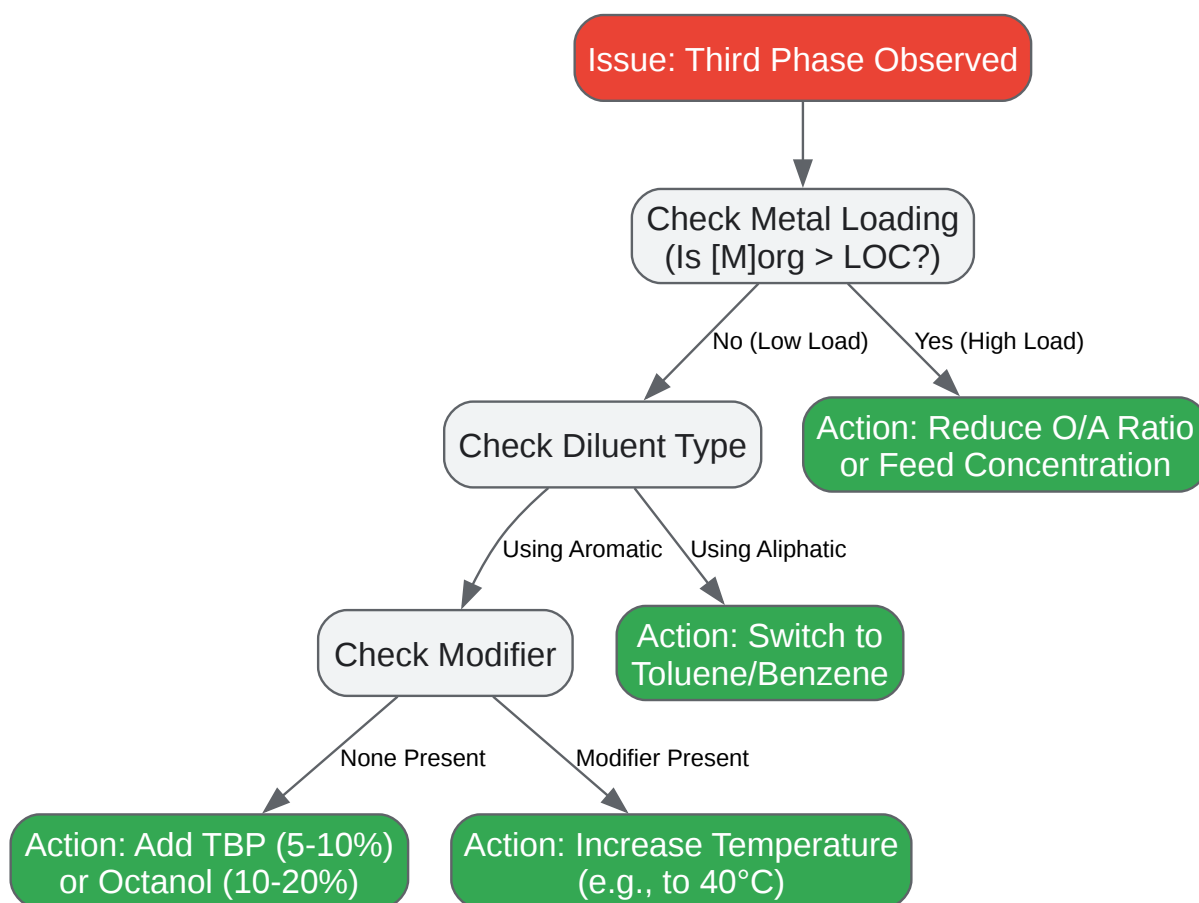 Issue: Third Phase Observed
Check Metal Loading
(Is [M]org > LOC?)
No (Low Load)
Yes (High Load)
Check Diluent Type
Action: Reduce O/A Ratio
or Feed Concentration
Using Aromatic
Using Aliphatic
Check Modifier
Action: Switch to
Toluene/Benzene
None Present
Modifier Present
Action: Add TBP (5-10%)
or Octanol (10-20%)
Action: Increase Temperature
(e.g., to 40°C)